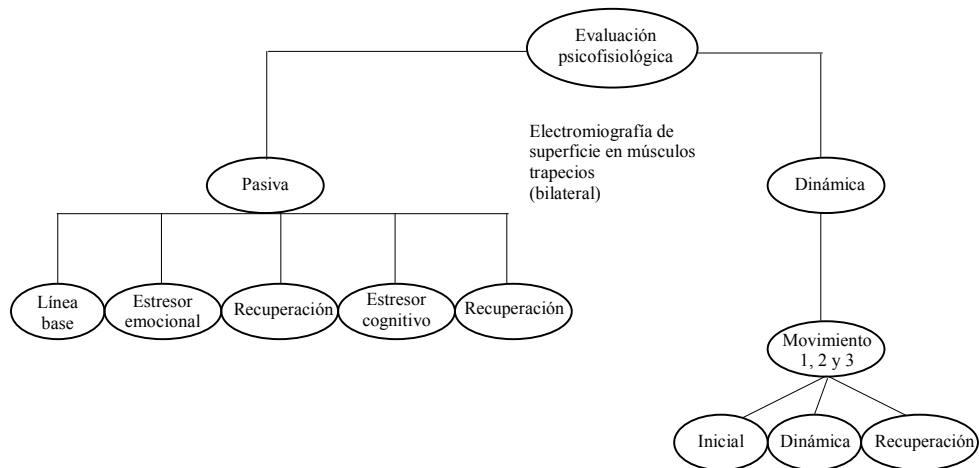 Evaluación
psicofisiológica
Electromiografía de
superficie en músculos
trapecios
(bilateral)
Pasiva
Dinámica
Línea
base
Estresor
emocional
Recuperación
Estresor
cognitivo
Recuperación
Movimiento
1, 2 y 3
Inicial
Dinámica
Recuperación